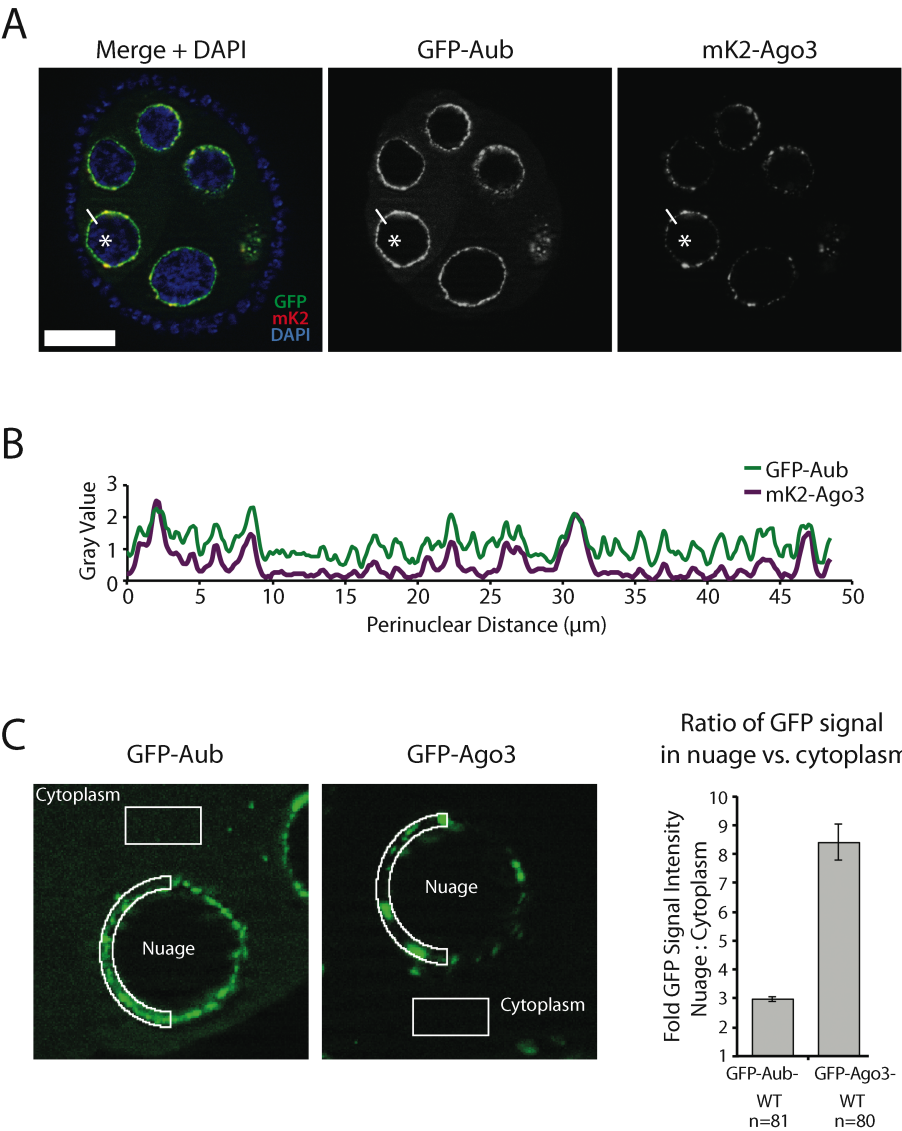 A
Merge + DAPI
GFP-Aub
mK2-Ago3
*
*
*
GFP
mK2
DAPI
B
GFP-Aub
mK2-Ago3
Gray Value
3
2
1
0
0 5 10 15 20 25 30 35 40 45 50
Perinuclear Distance (μm)
C
GFP-Aub
GFP-Ago3
Cytoplasm
Nuage
Nuage
Cytoplasm
Ratio of GFP signal
in nuage vs. cytoplasm
Fold GFP Signal Intensity
Nuage : Cytoplasm
10
9
8
7
6
5
4
3
2
1
GFP-Aub- GFP-Ago3-
WT WT
n=81 n=80